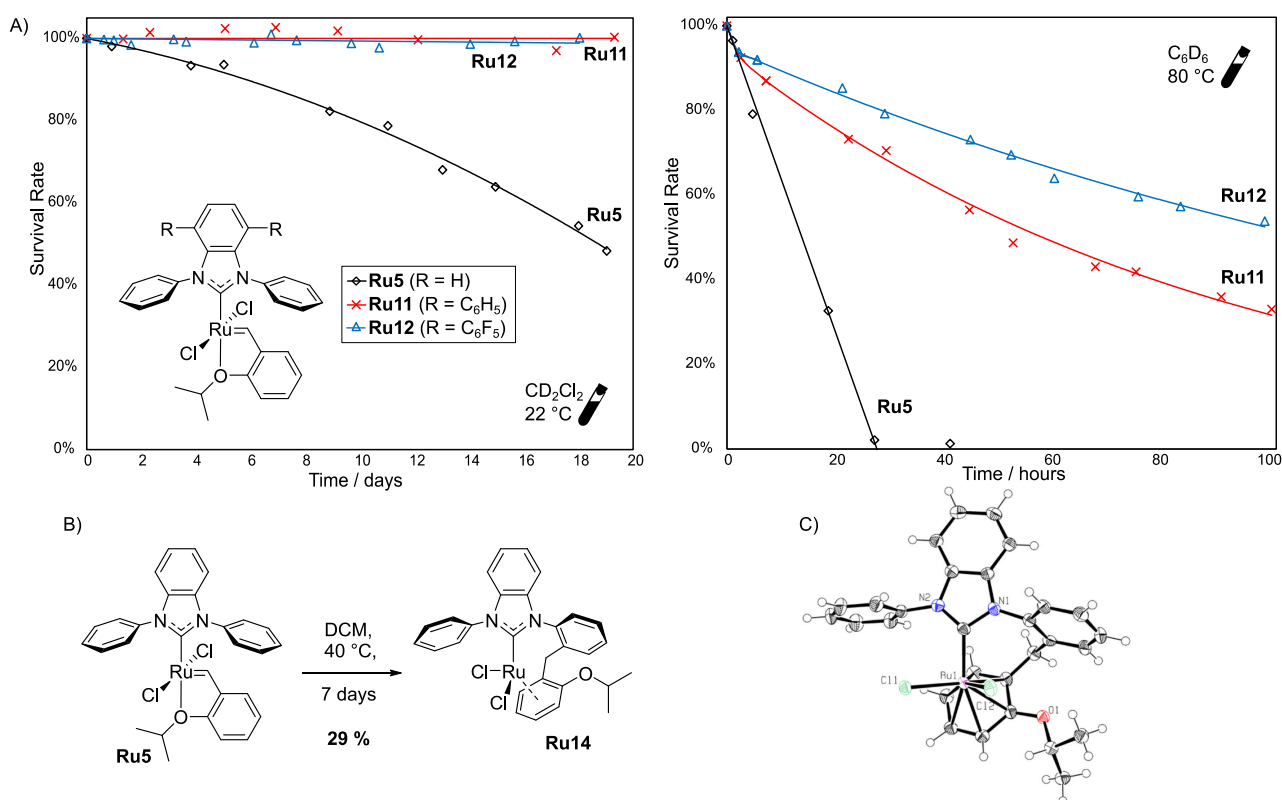 A)
Survival Rate
100%
80%
60%
40%
20%
0%
0 2 4 6 8 10 12 14 16 18 20
Time / days
Ru12
Ru11
Ru5
R
R
N
N
Cl
Ru
Cl
O
Ru5 (R = H)
Ru11 (R = C₆H₅)
Ru12 (R = C₆F₅)
CD₂Cl₂
22 °C
Survival Rate
100%
80%
60%
40%
20%
0%
0 20 40 60 80 100
Time / hours
C₆D₆
80 °C
Ru12
Ru11
Ru5
B)
N
N
Cl
Ru
Cl
O
Ru5
DCM,
40 °C,
7 days
29 %
N
N
Cl
Ru
Cl
O
Ru14
C)
N2
N1
Ru1
Cl1
Cl2
O1